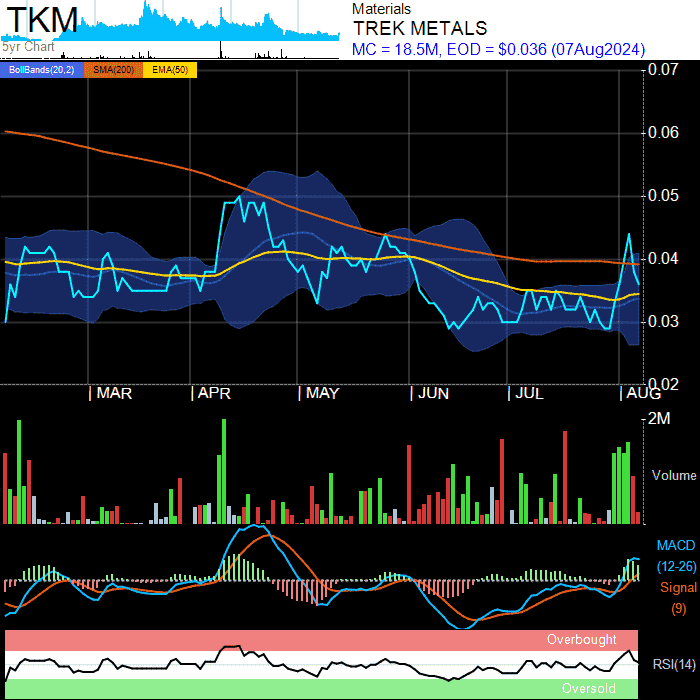 TKM
5yr Chart
Materials
TREK METALS
MC = 18.5M, EOD = $0.036 (07Aug2024)
BollBands(20,2) SMA(200) EMA(50)
0.07
0.06
0.05
0.04
0.03
0.02
MAR APR MAY JUN JUL AUG
2M
Volume
MACD
(12-26)
Signal
(9)
Overbought
RSI(14)
Oversold